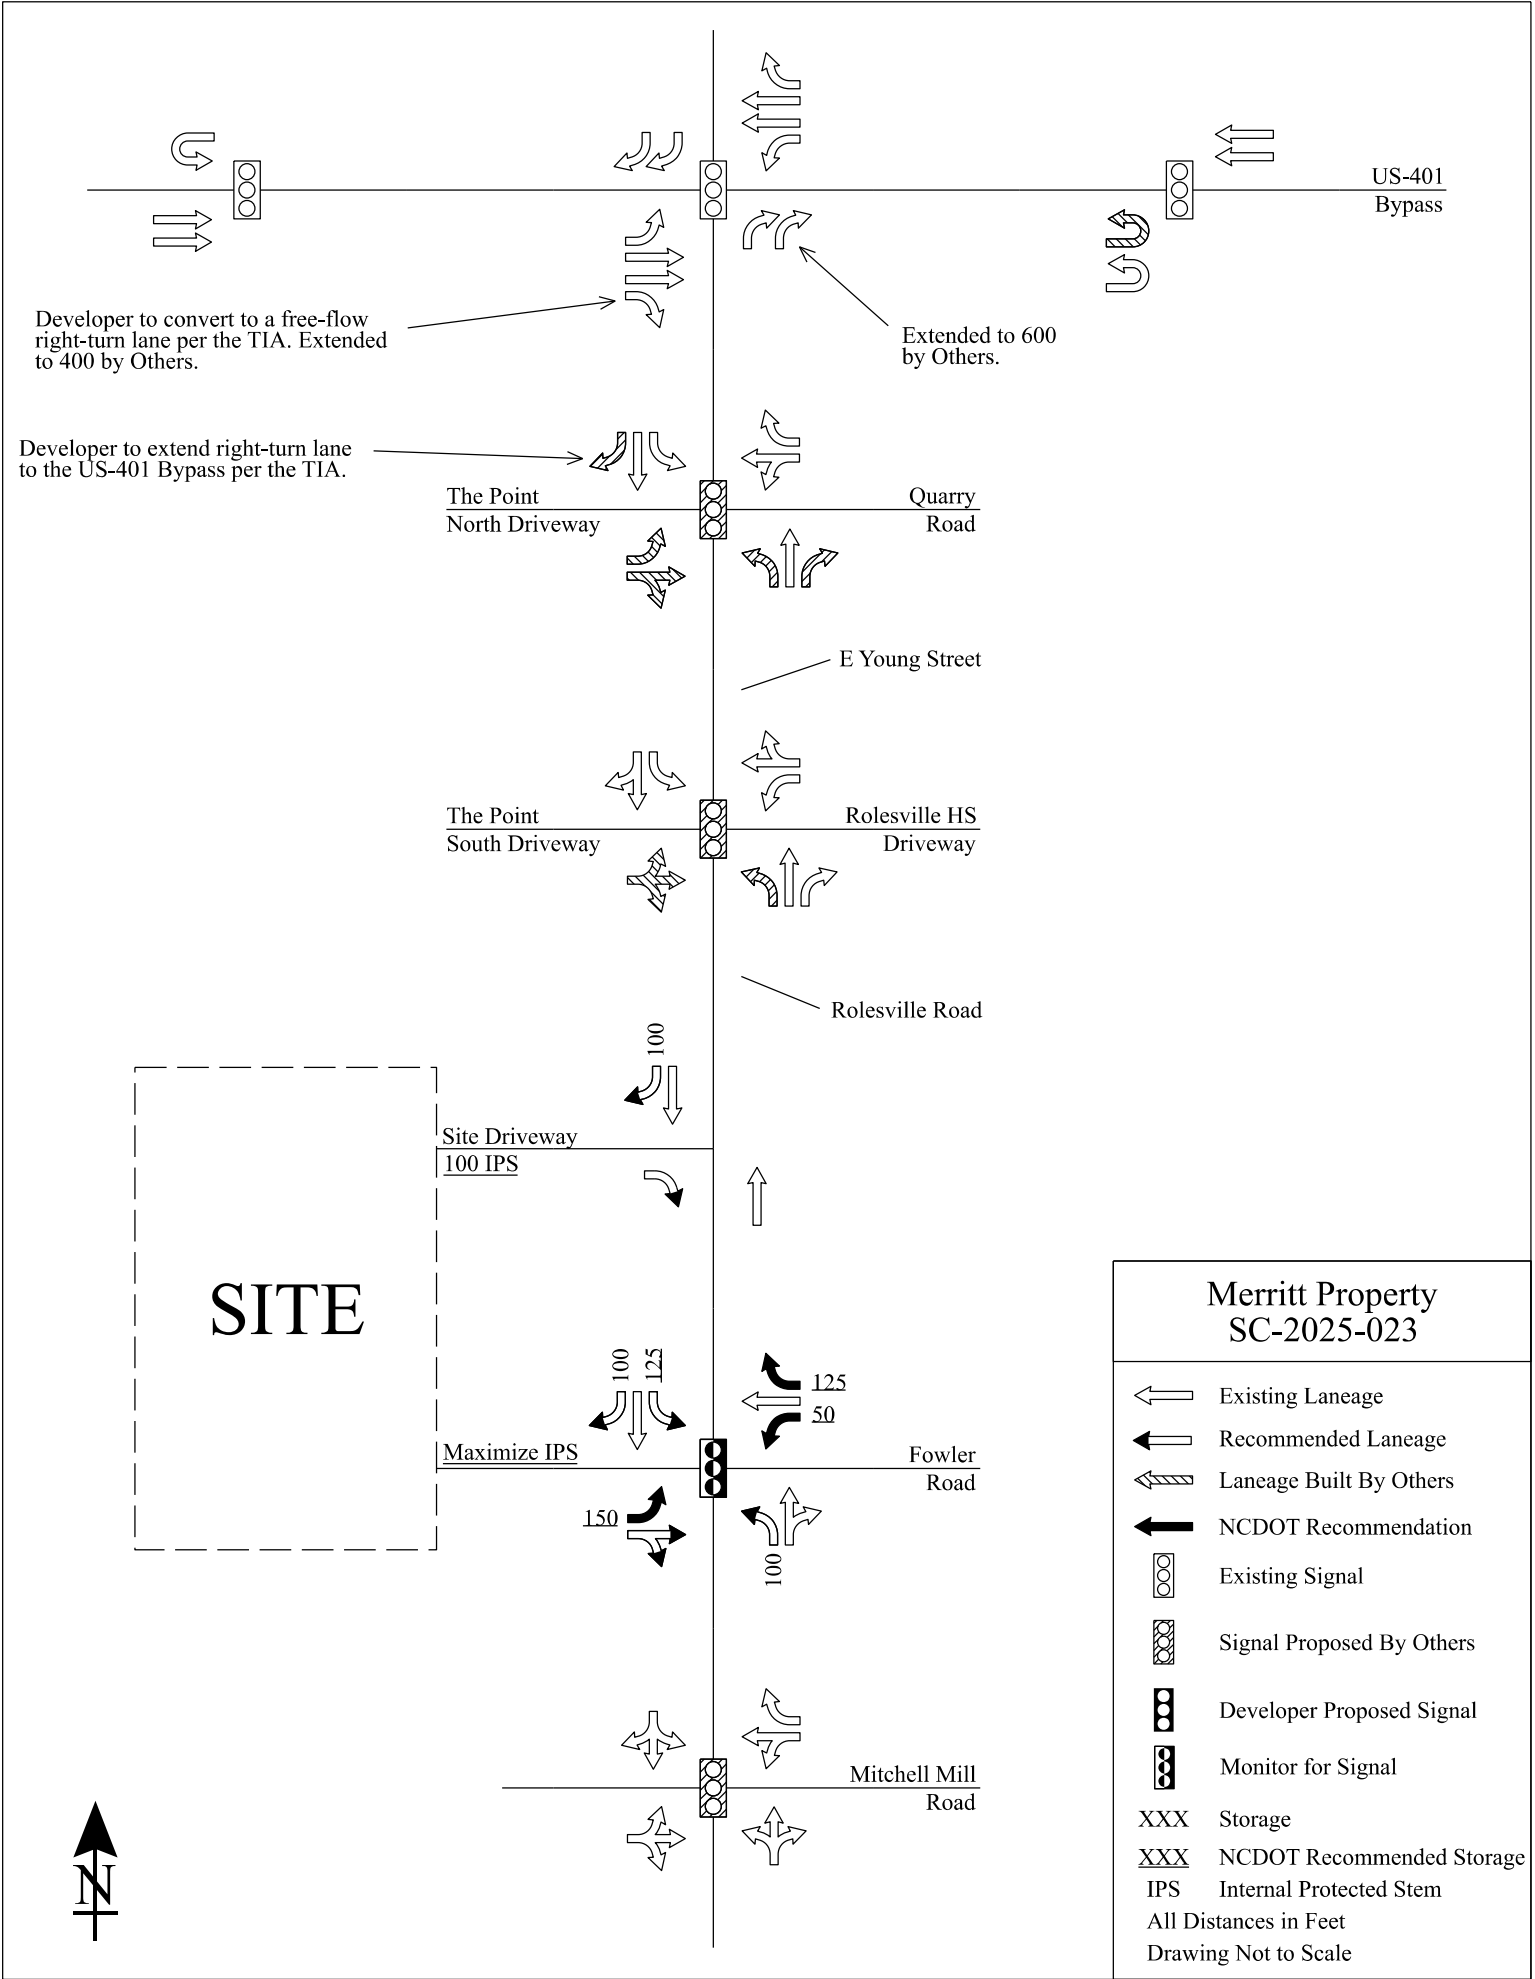 US-401
Bypass
Developer to convert to a free-flow
right-turn lane per the TIA. Extended
to 400 by Others.
Extended to 600
by Others.
Developer to extend right-turn lane
to the US-401 Bypass per the TIA.
The Point
North Driveway
Quarry
Road
E Young Street
The Point
South Driveway
Rolesville HS
Driveway
Rolesville Road
100
Site Driveway
100 IPS
SITE
100
125
125
50
Maximize IPS
Fowler
Road
150
100
Mitchell Mill
Road
N
Merritt Property
SC-2025-023
Existing Laneage
Recommended Laneage
Laneage Built By Others
NCDOT Recommendation
Existing Signal
Signal Proposed By Others
Developer Proposed Signal
Monitor for Signal
XXX Storage
XXX NCDOT Recommended Storage
IPS Internal Protected Stem
All Distances in Feet
Drawing Not to Scale